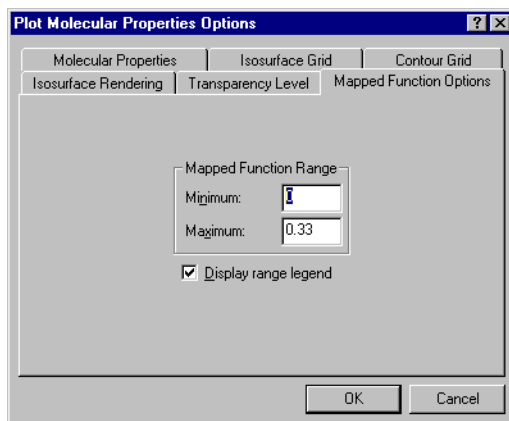 Plot Molecular Properties Options
Molecular Properties Isosurface Grid Contour Grid
Isosurface Rendering Transparency Level Mapped Function Options
Mapped Function Range
Minimum: 0
Maximum: 0.33
Display range legend
OK Cancel